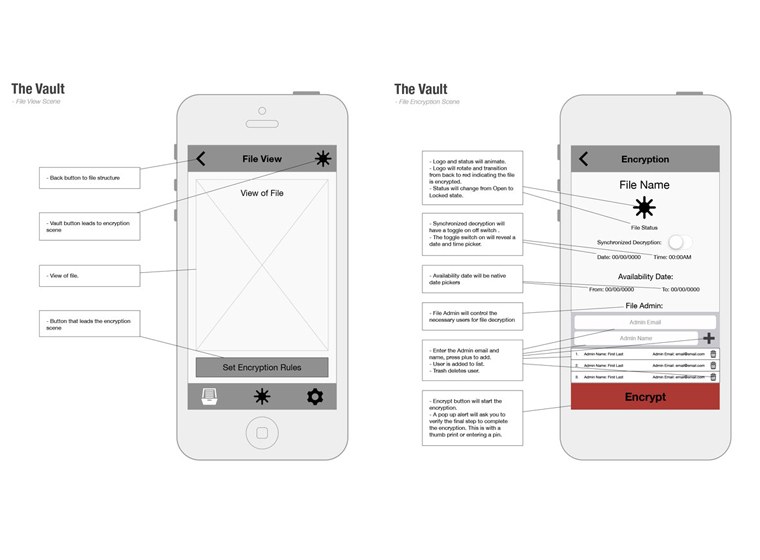 The Vault
- File View Scene
File View
- Back button to file structure
View of File
- Vault button leads to encryption
scene
- View of file.
- Button that leads the encryption
scene
Set Encryption Rules
The Vault
- File Encryption Scene
Encryption
- Logo and status will animate.
- Logo will rotate and transition
from back to red indicating the file
is encrypted.
- Status will change from Open to
Locked state.
File Name
File Status
- Synchronized decryption will
have a toggle on off switch .
- The toggle switch on will reveal a
date and time picker.
Synchronized Decryption:
Date: 00/00/0000 Time: 00:00AM
- Availability date will be native
date pickers
Availability Date:
From: 00/00/0000 To: 00/00/0000
- File Admin will control the
necessary users for file decryption
File Admin:
Admin Email
Admin Name
- Enter the Admin email and
name, press plus to add.
- User is added to list.
- Trash deletes user.
1. Admin Name: First Last Admin Email: email@email.com
2. Admin Name: First Last Admin Email: email@email.com
3. Admin Name: First Last Admin Email: email@email.com
- Encrypt button will start the
encryption.
- A pop up alert will ask you to
verify the final step to complete
the encryption. This is with a
thumb print or entering a pin.
Encrypt